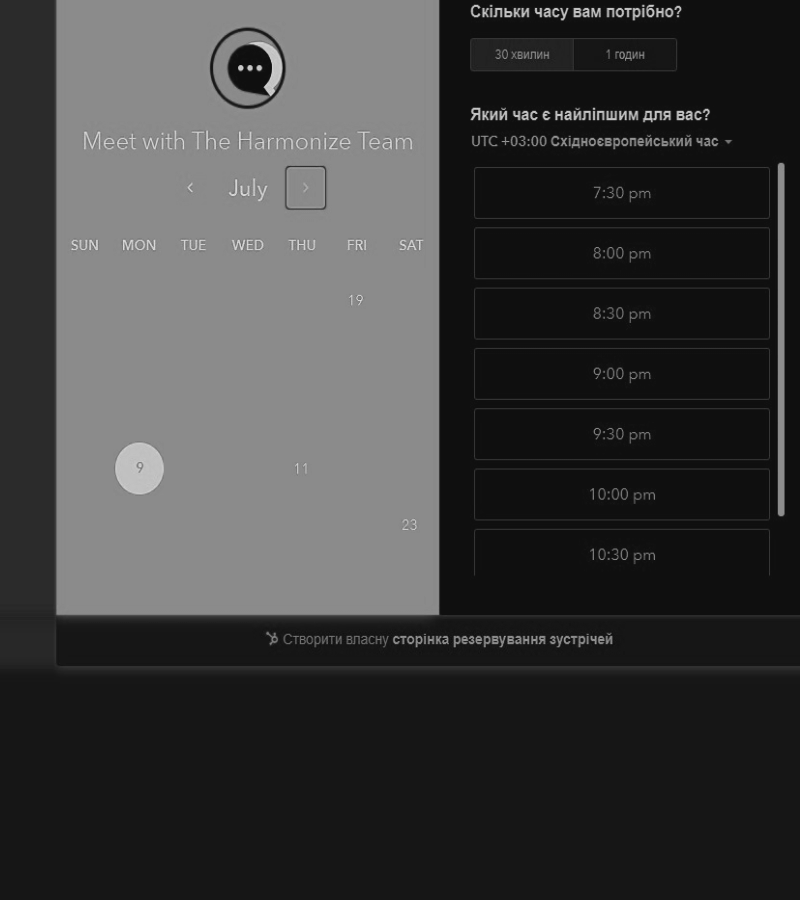 Meet with The Harmonize Team
July
SUN MON TUE WED THU FRI SAT
19
9 11
23
Скільки часу вам потрібно?
30 хвилин 1 годин
Який час є найліпшим для вас?
UTC +03:00 Східноєвропейський час
7:30 pm
8:00 pm
8:30 pm
9:00 pm
9:30 pm
10:00 pm
10:30 pm
Створити власну сторінка резервування зустрічей